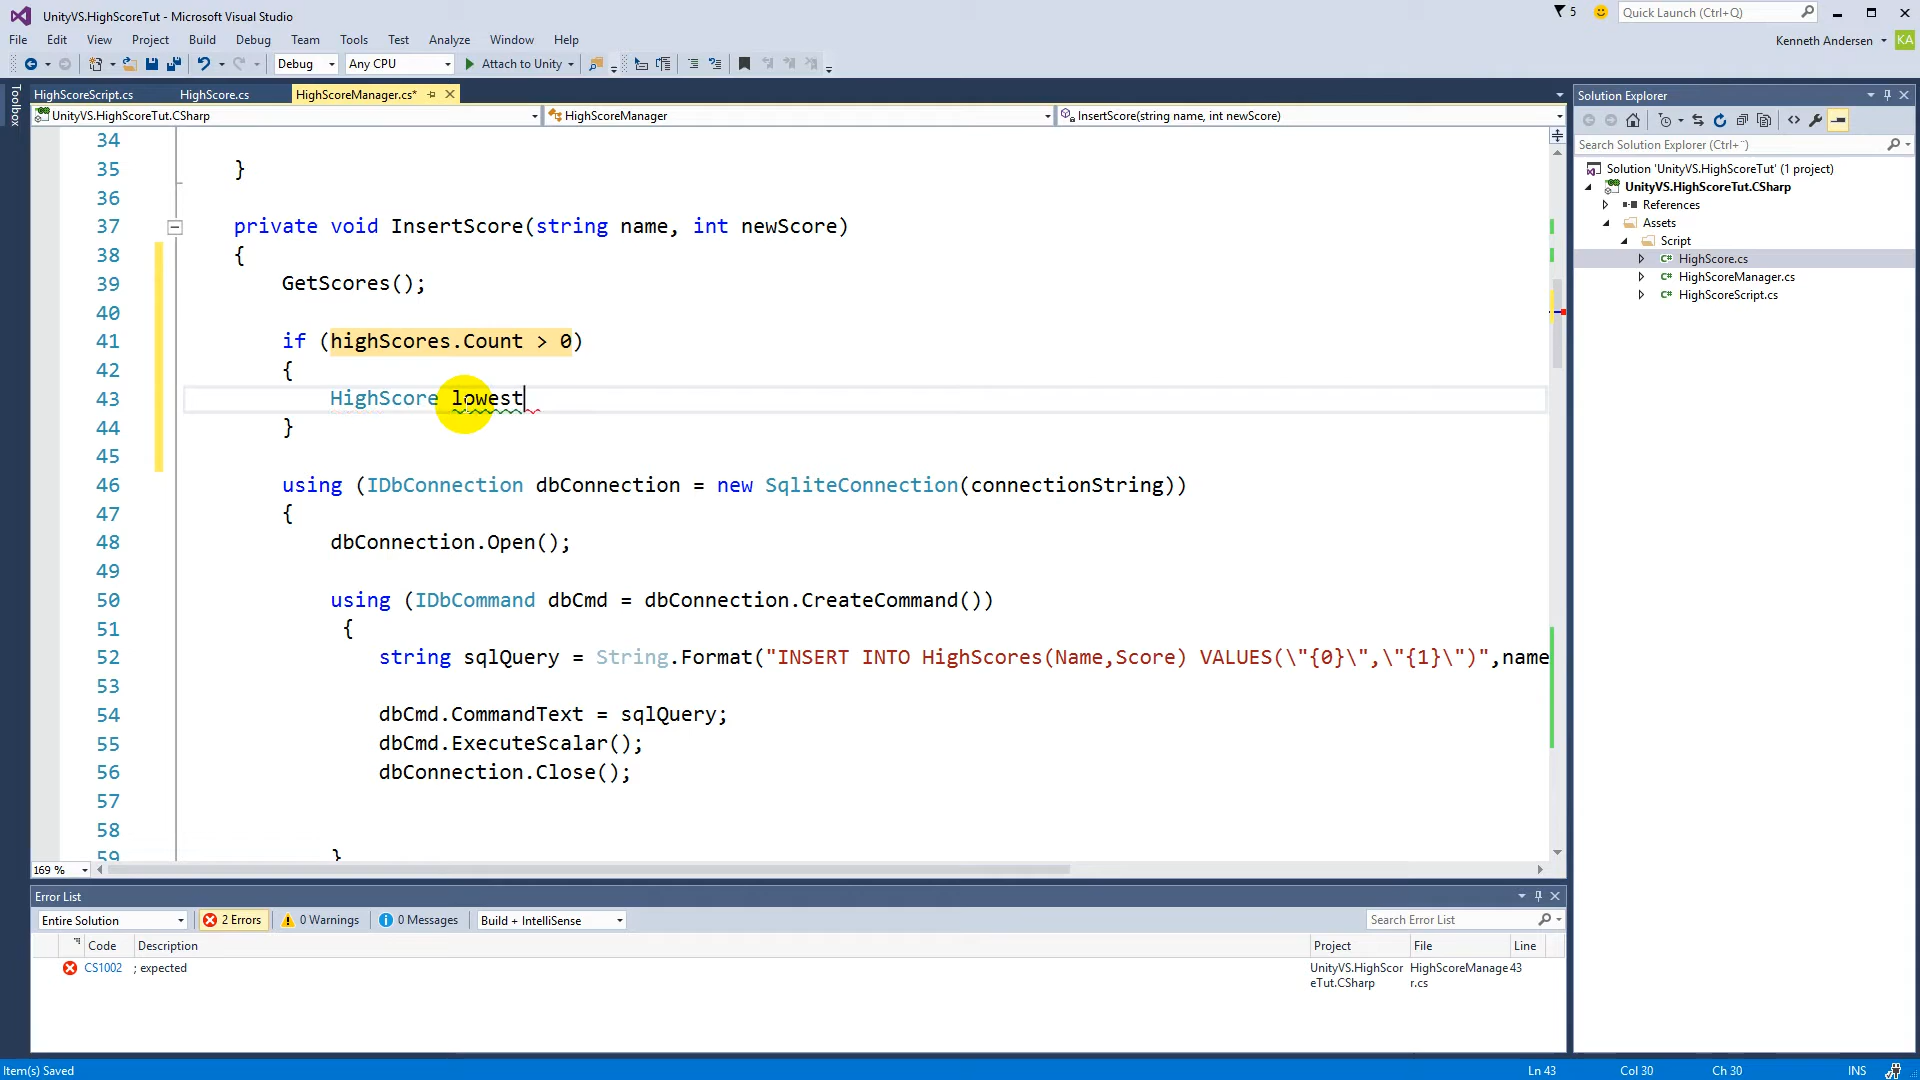 UnityVS.HighScoreTut - Microsoft Visual Studio
5
Quick Launch (Ctrl+Q)
File Edit View Project Build Debug Team Tools Test Analyze Window Help
Kenneth Andersen
KA
Debug Any CPU Attach to Unity
Toolbox
HighScoreScript.cs HighScore.cs HighScoreManager.cs*
UnityVS.HighScoreTut.CSharp HighScoreManager InsertScore(string name, int newScore)
34
35 }
36
37 private void InsertScore(string name, int newScore)
38 {
39 GetScores();
40
41 if (highScores.Count > 0)
42 {
43 HighScore lowest
44 }
45
46 using (IDbConnection dbConnection = new SqliteConnection(connectionString))
47 {
48 dbConnection.Open();
49
50 using (IDbCommand dbCmd = dbConnection.CreateCommand())
51 {
52 string sqlQuery = String.Format("INSERT INTO HighScores(Name,Score) VALUES(\"{0}\",\"{1}\")",name
53
54 dbCmd.CommandText = sqlQuery;
55 dbCmd.ExecuteScalar();
56 dbConnection.Close();
57
58
59 }
169 %
Solution Explorer
Search Solution Explorer (Ctrl+¨)
Solution 'UnityVS.HighScoreTut' (1 project)
UnityVS.HighScoreTut.CSharp
References
Assets
Script
HighScore.cs
HighScoreManager.cs
HighScoreScript.cs
Error List
Entire Solution 2 Errors 0 Warnings 0 Messages Build + IntelliSense Search Error List
Code Description Project File Line
CS1002 ; expected UnityVS.HighScor HighScoreManage 43
eTut.CSharp r.cs
Item(s) Saved Ln 43 Col 30 Ch 30 INS